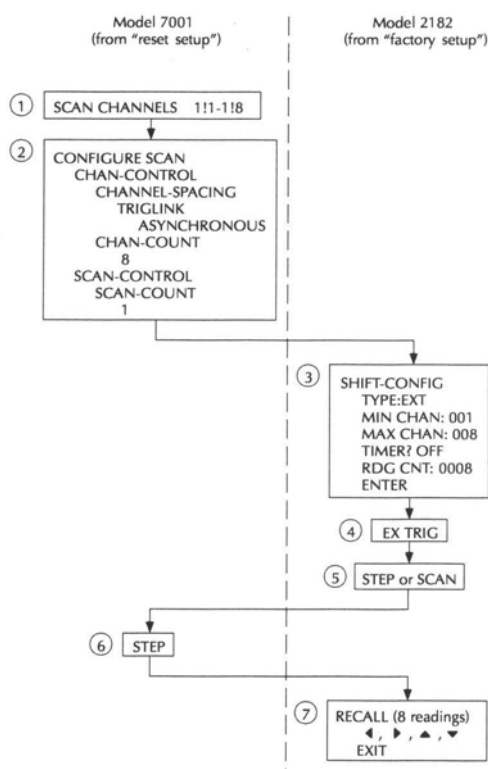 Model 7001
(from "reset setup")
Model 2182
(from "factory setup")
1 SCAN CHANNELS 1!1-1!8
2
CONFIGURE SCAN
CHAN-CONTROL
CHANNEL-SPACING
TRIGLINK
ASYNCHRONOUS
CHAN-COUNT
8
SCAN-CONTROL
SCAN-COUNT
1
3
SHIFT-CONFIG
TYPE:EXT
MIN CHAN: 001
MAX CHAN: 008
TIMER? OFF
RDG CNT: 0008
ENTER
4 EX TRIG
5 STEP or SCAN
6 STEP
7
RECALL (8 readings)
◀ , ▶ , ▲ , ▼
EXIT